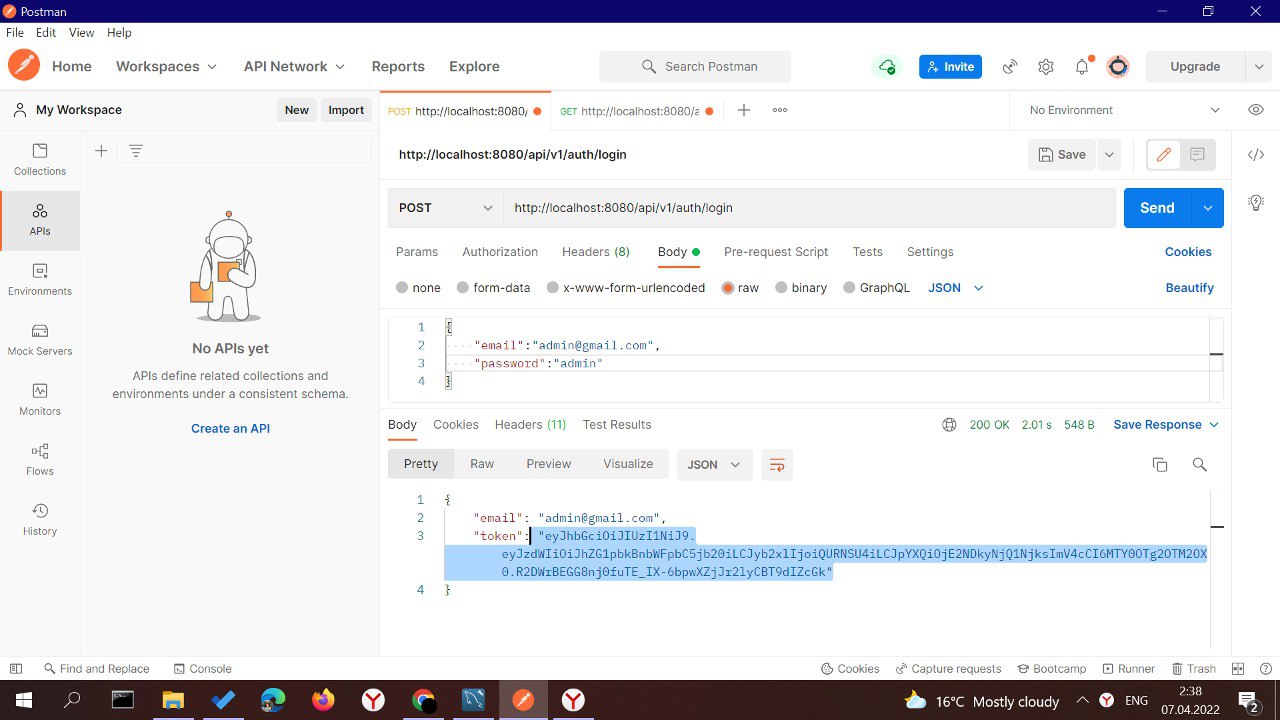 Postman
File Edit View Help
Home Workspaces API Network Reports Explore Search Postman Invite Upgrade
My Workspace New Import POST http://localhost:8080/ GET http://localhost:8080/a No Environment
Collections
APIs
Environments
Mock Servers
Monitors
Flows
History
No APIs yet
APIs define related collections and
environments under a consistent schema.
Create an API
http://localhost:8080/api/v1/auth/login Save
POST http://localhost:8080/api/v1/auth/login Send
Params Authorization Headers (8) Body Pre-request Script Tests Settings Cookies
none form-data x-www-form-urlencoded raw binary GraphQL JSON Beautify
1 {
2 "email":"admin@gmail.com",
3 "password":"admin"
4 }
Body Cookies Headers (11) Test Results 200 OK 2.01 s 548 B Save Response
Pretty Raw Preview Visualize JSON
1 {
2 "email": "admin@gmail.com",
3 "token": "eyJhbGciOiJIUzI1NiJ9.
eyJzdWIiOiJhZG1pbkBnbWFpbC5jb20iLCJyb2xlIjoiQURNSU4iLCJpYXQiOjE2NDkyNjQ1NjksImV4cCI6MTY0OTg2OTM2OX
0.R2DWrBEGG8nj0fuTE_IX-6bpwXZjJr2lyCBT9dIZcGk"
4 }
Find and Replace Console Cookies Capture requests Bootcamp Runner Trash
16°C Mostly cloudy ENG 2:38
07.04.2022
2